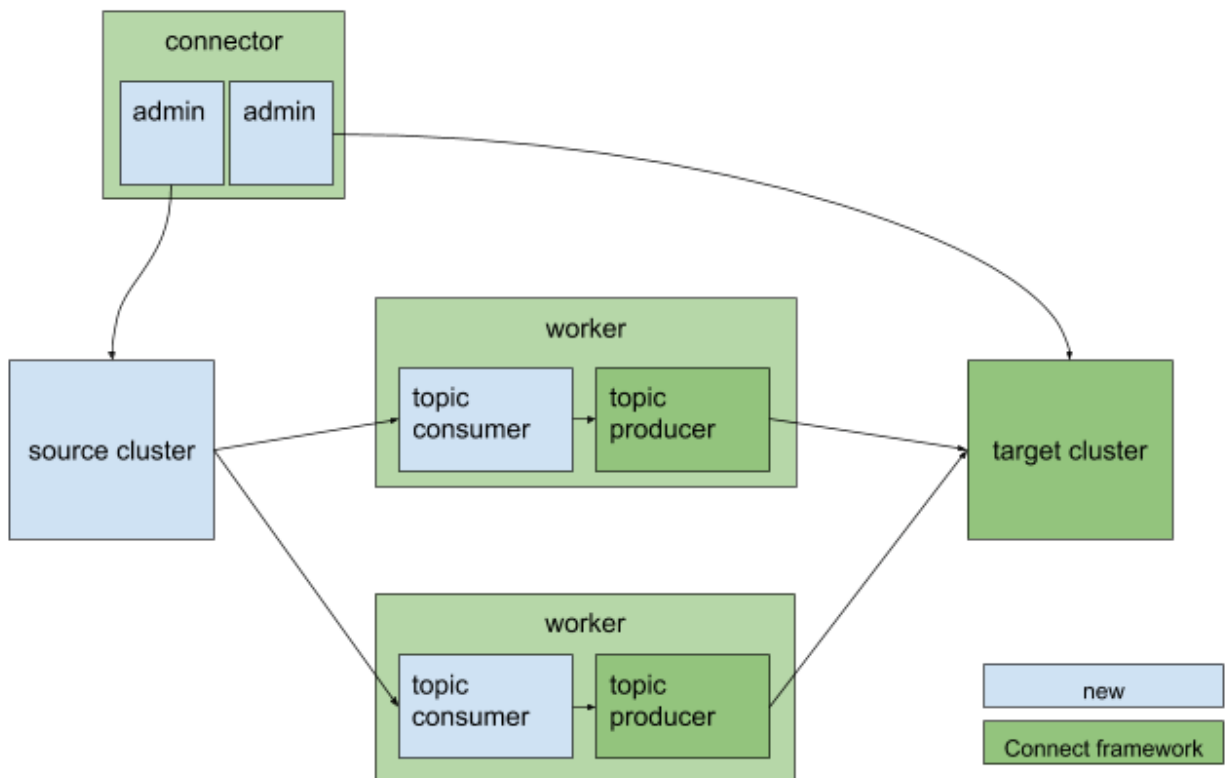 connector
admin
admin
worker
topic
consumer
topic
producer
source cluster
target cluster
worker
topic
consumer
topic
producer
new
Connect framework